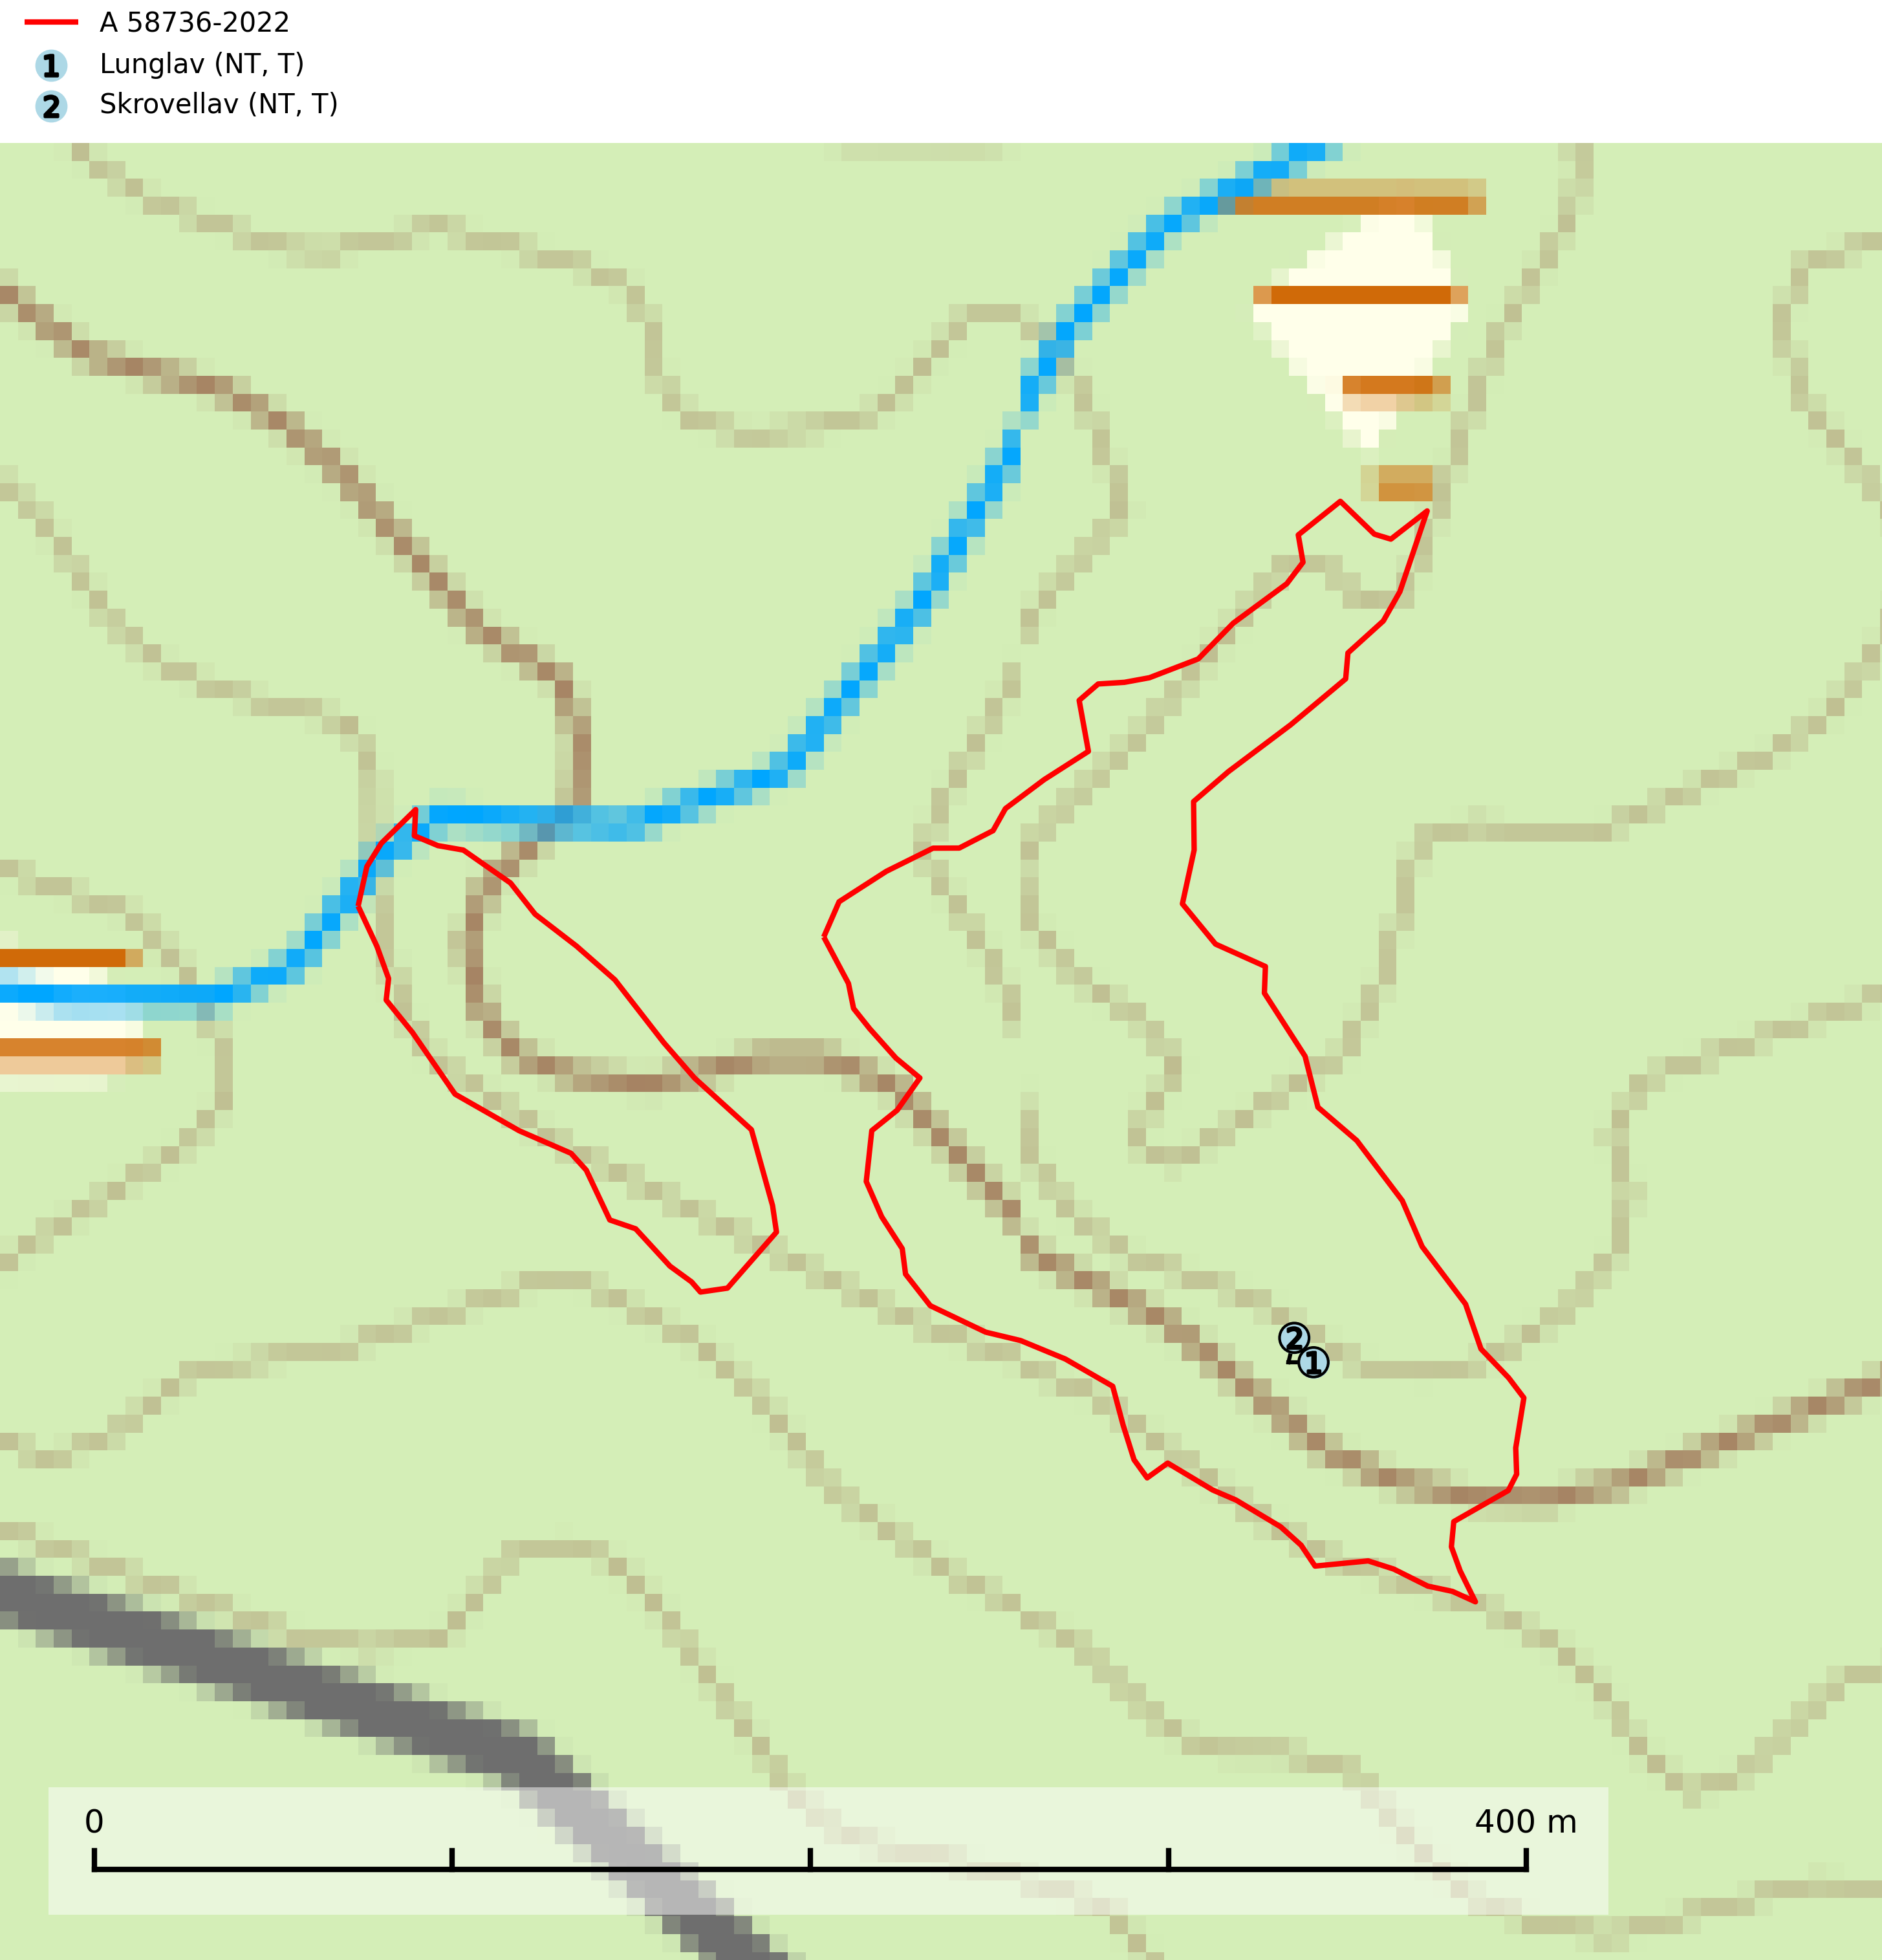 A 58736-2022
1 Lunglav (NT, T)
2 Skrovellav (NT, T)
2
1
0 400 m